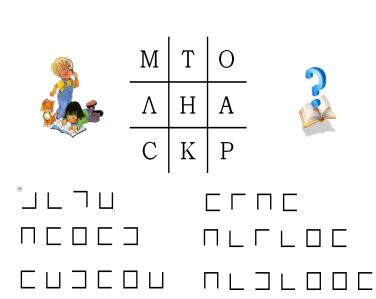 М Т О
Л Н А
С К Р